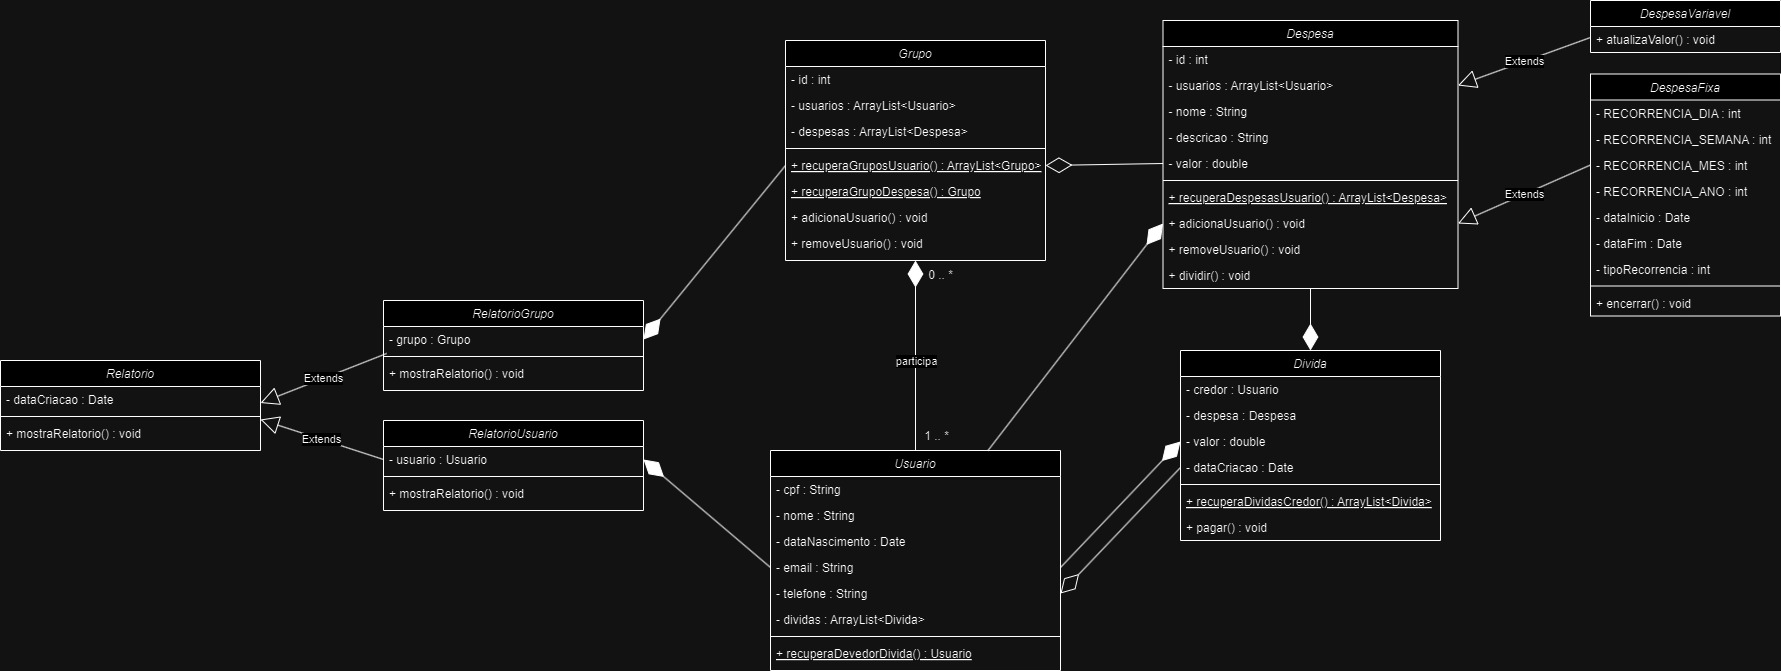 DespesaVariavel
+ atualizaValor() : void
Despesa
- id : int
- usuarios : ArrayList<Usuario>
- nome : String
- descricao : String
- valor : double
+ recuperaDespesasUsuario() : ArrayList<Despesa>
+ adicionaUsuario() : void
+ removeUsuario() : void
+ dividir() : void
Extends
Extends
DespesaFixa
- RECORRENCIA_DIA : int
- RECORRENCIA_SEMANA : int
- RECORRENCIA_MES : int
- RECORRENCIA_ANO : int
- dataInicio : Date
- dataFim : Date
- tipoRecorrencia : int
+ encerrar() : void
Grupo
- id : int
- usuarios : ArrayList<Usuario>
- despesas : ArrayList<Despesa>
+ recuperaGruposUsuario() : ArrayList<Grupo>
+ recuperaGrupoDespesa() : Grupo
+ adicionaUsuario() : void
+ removeUsuario() : void
0 .. *
participa
1 .. *
RelatorioGrupo
- grupo : Grupo
+ mostraRelatorio() : void
Relatorio
- dataCriacao : Date
+ mostraRelatorio() : void
Extends
Extends
RelatorioUsuario
- usuario : Usuario
+ mostraRelatorio() : void
Divida
- credor : Usuario
- despesa : Despesa
- valor : double
- dataCriacao : Date
+ recuperaDividasCredor() : ArrayList<Divida>
+ pagar() : void
Usuario
- cpf : String
- nome : String
- dataNascimento : Date
- email : String
- telefone : String
- dividas : ArrayList<Divida>
+ recuperaDevedorDivida() : Usuario